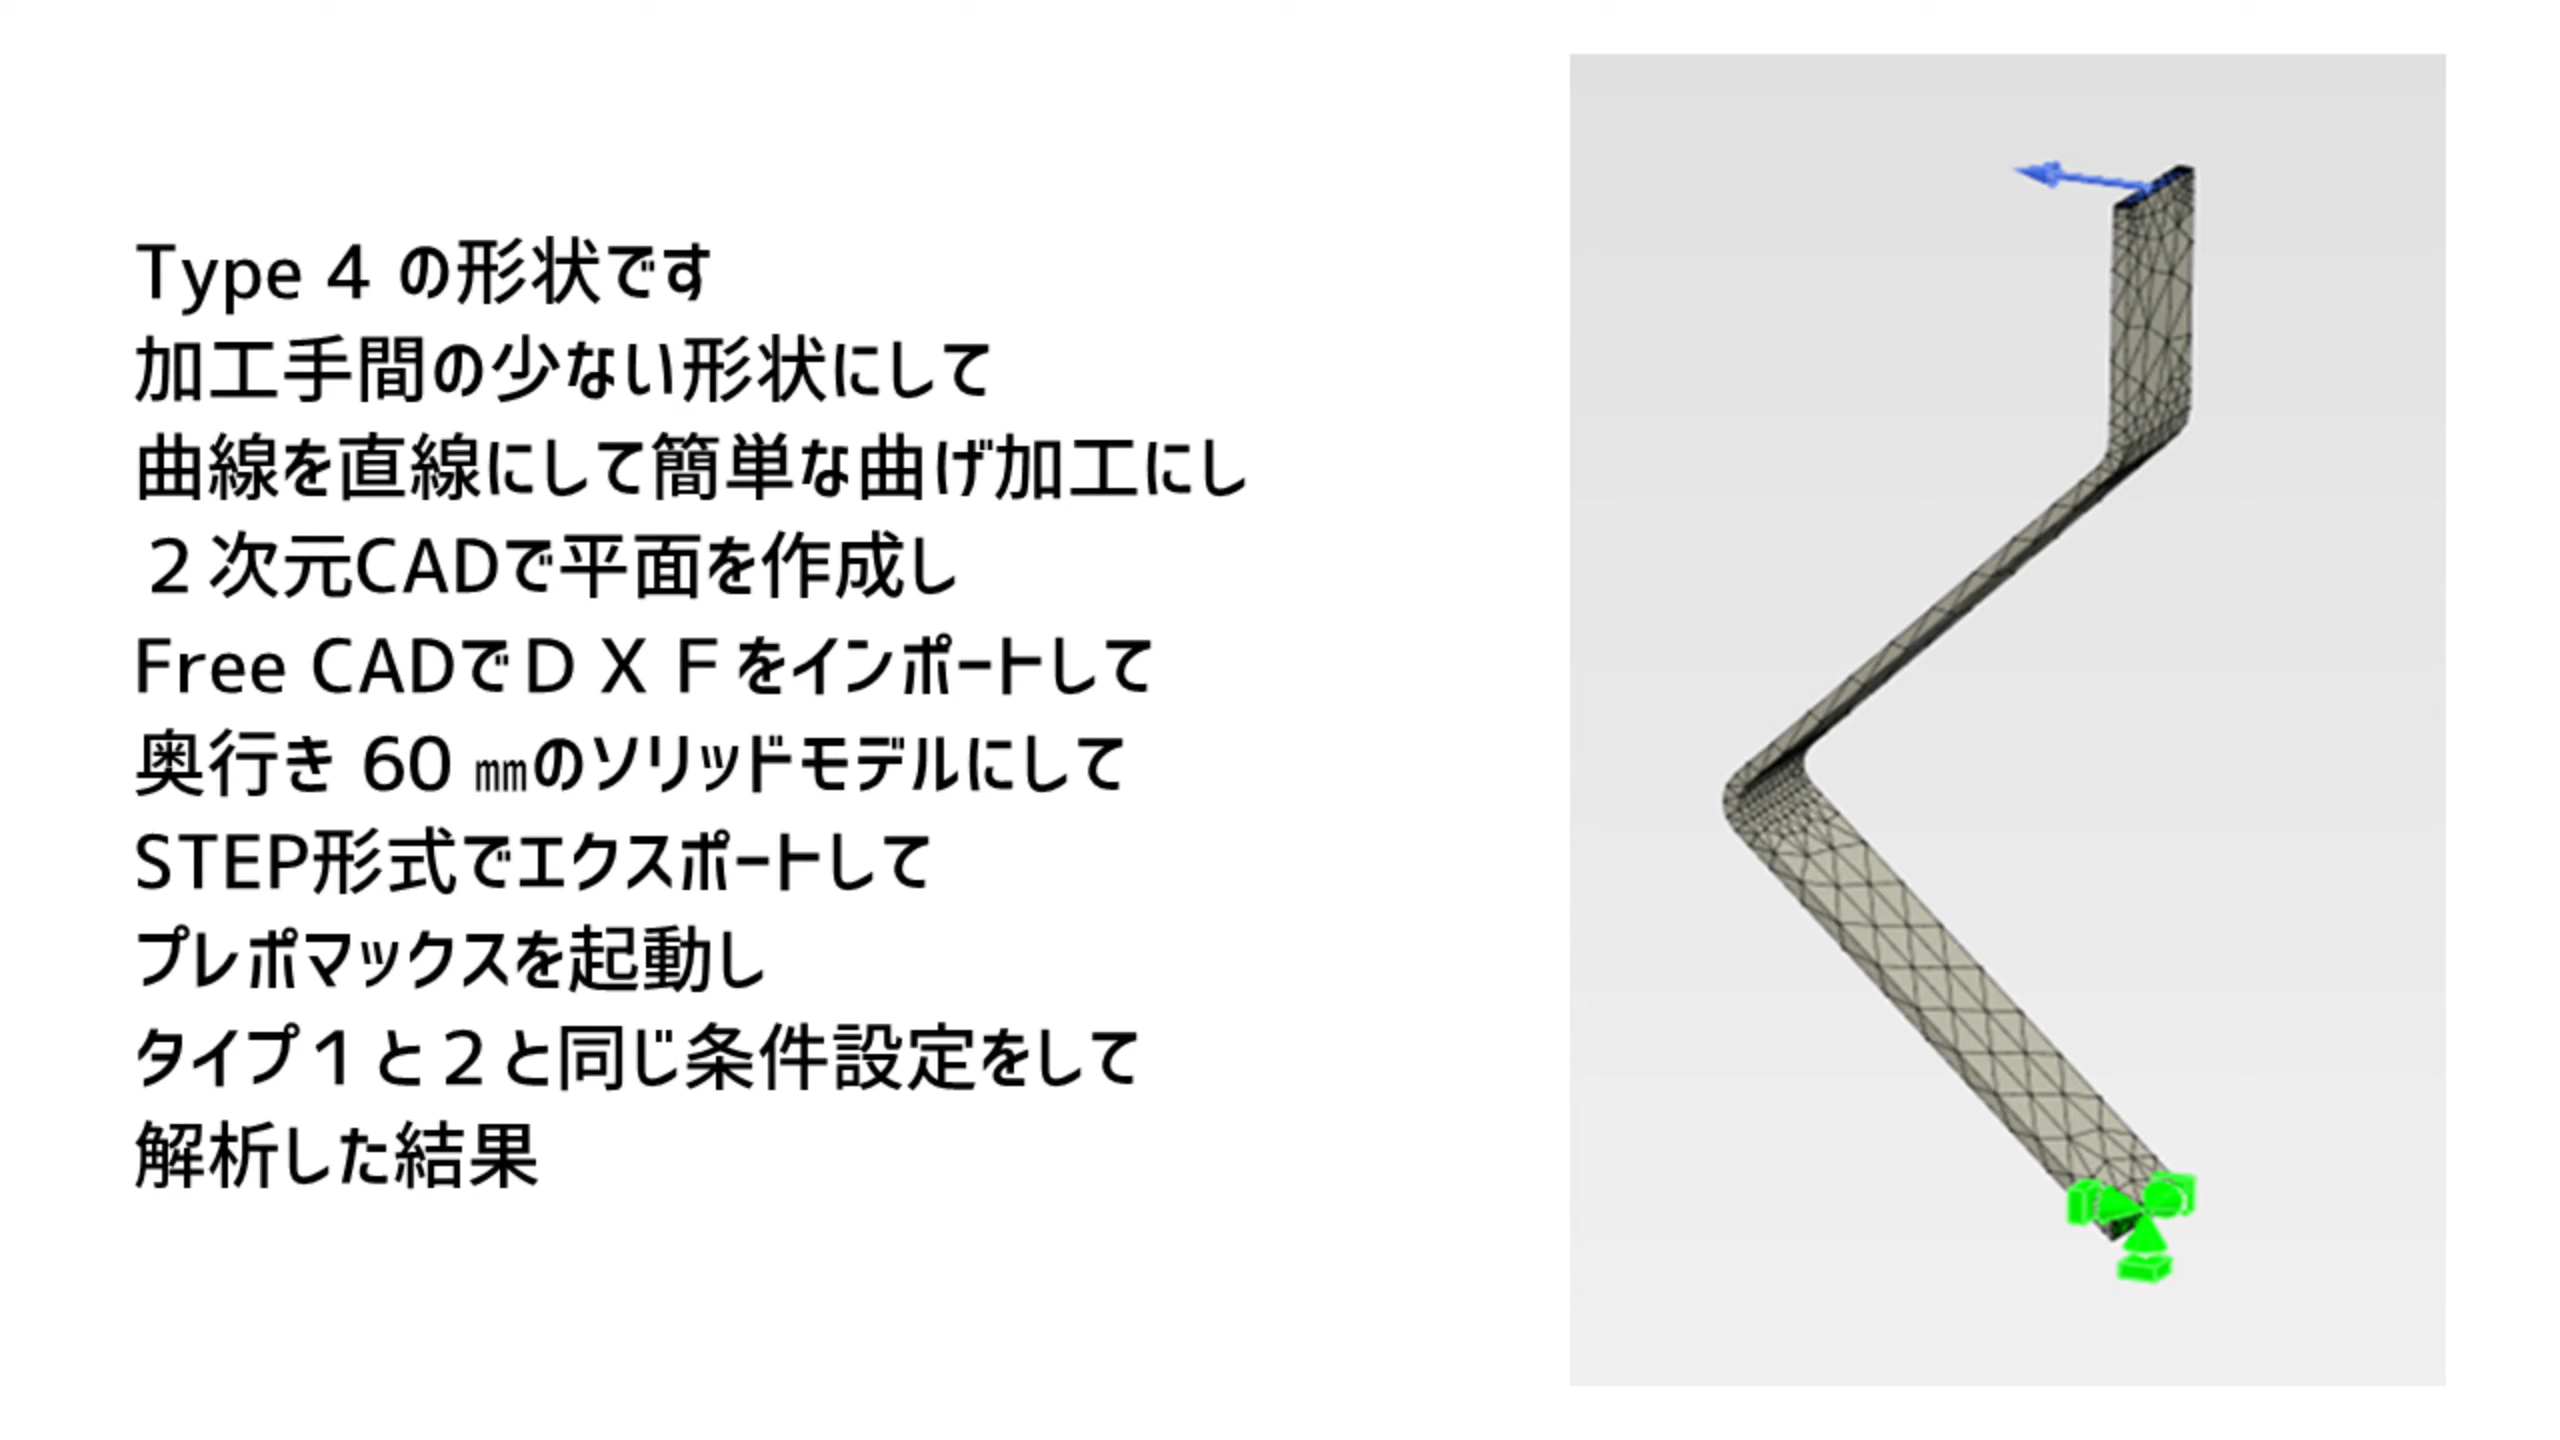 Type 4 の形状です
加工手間の少ない形状にして
曲線を直線にして簡単な曲げ加工にし
２次元CADで平面を作成し
Free CADでＤＸＦをインポートして
奥行き 60 ㎜のソリッドモデルにして
STEP形式でエクスポートして
プレポマックスを起動し
タイプ１と２と同じ条件設定をして
解析した結果